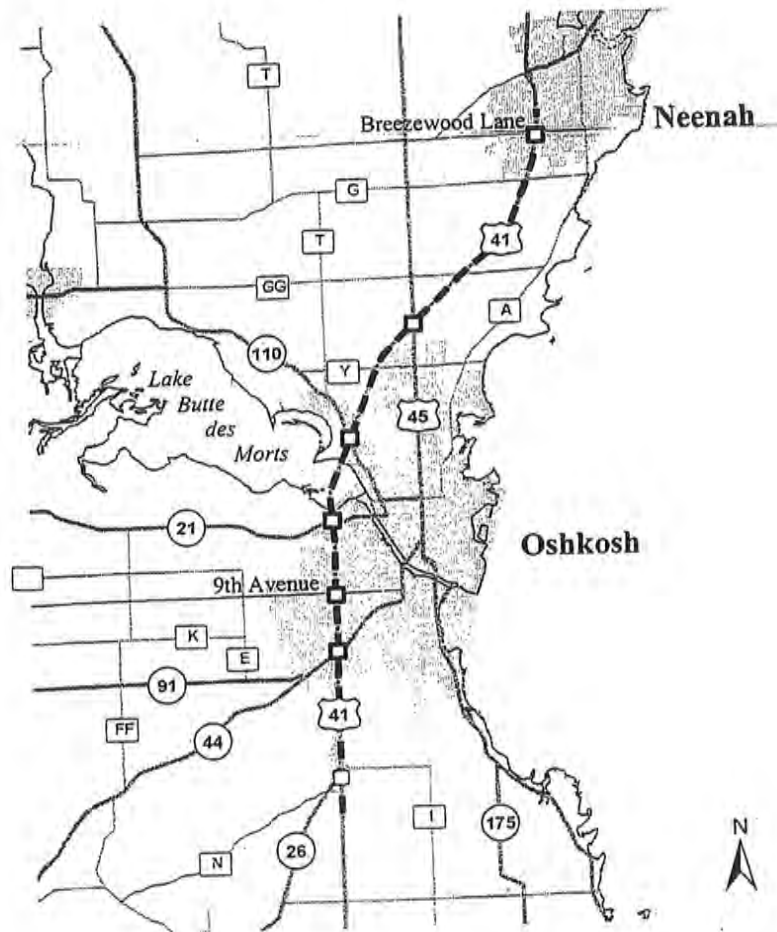 T
Breezewood Lane
Neenah
G
T
41
GG
A
110
Y
Lake
Butte
des
Morts
45
21
Oshkosh
9th Avenue
K
E
91
41
FF
44
I
175
N
26
N